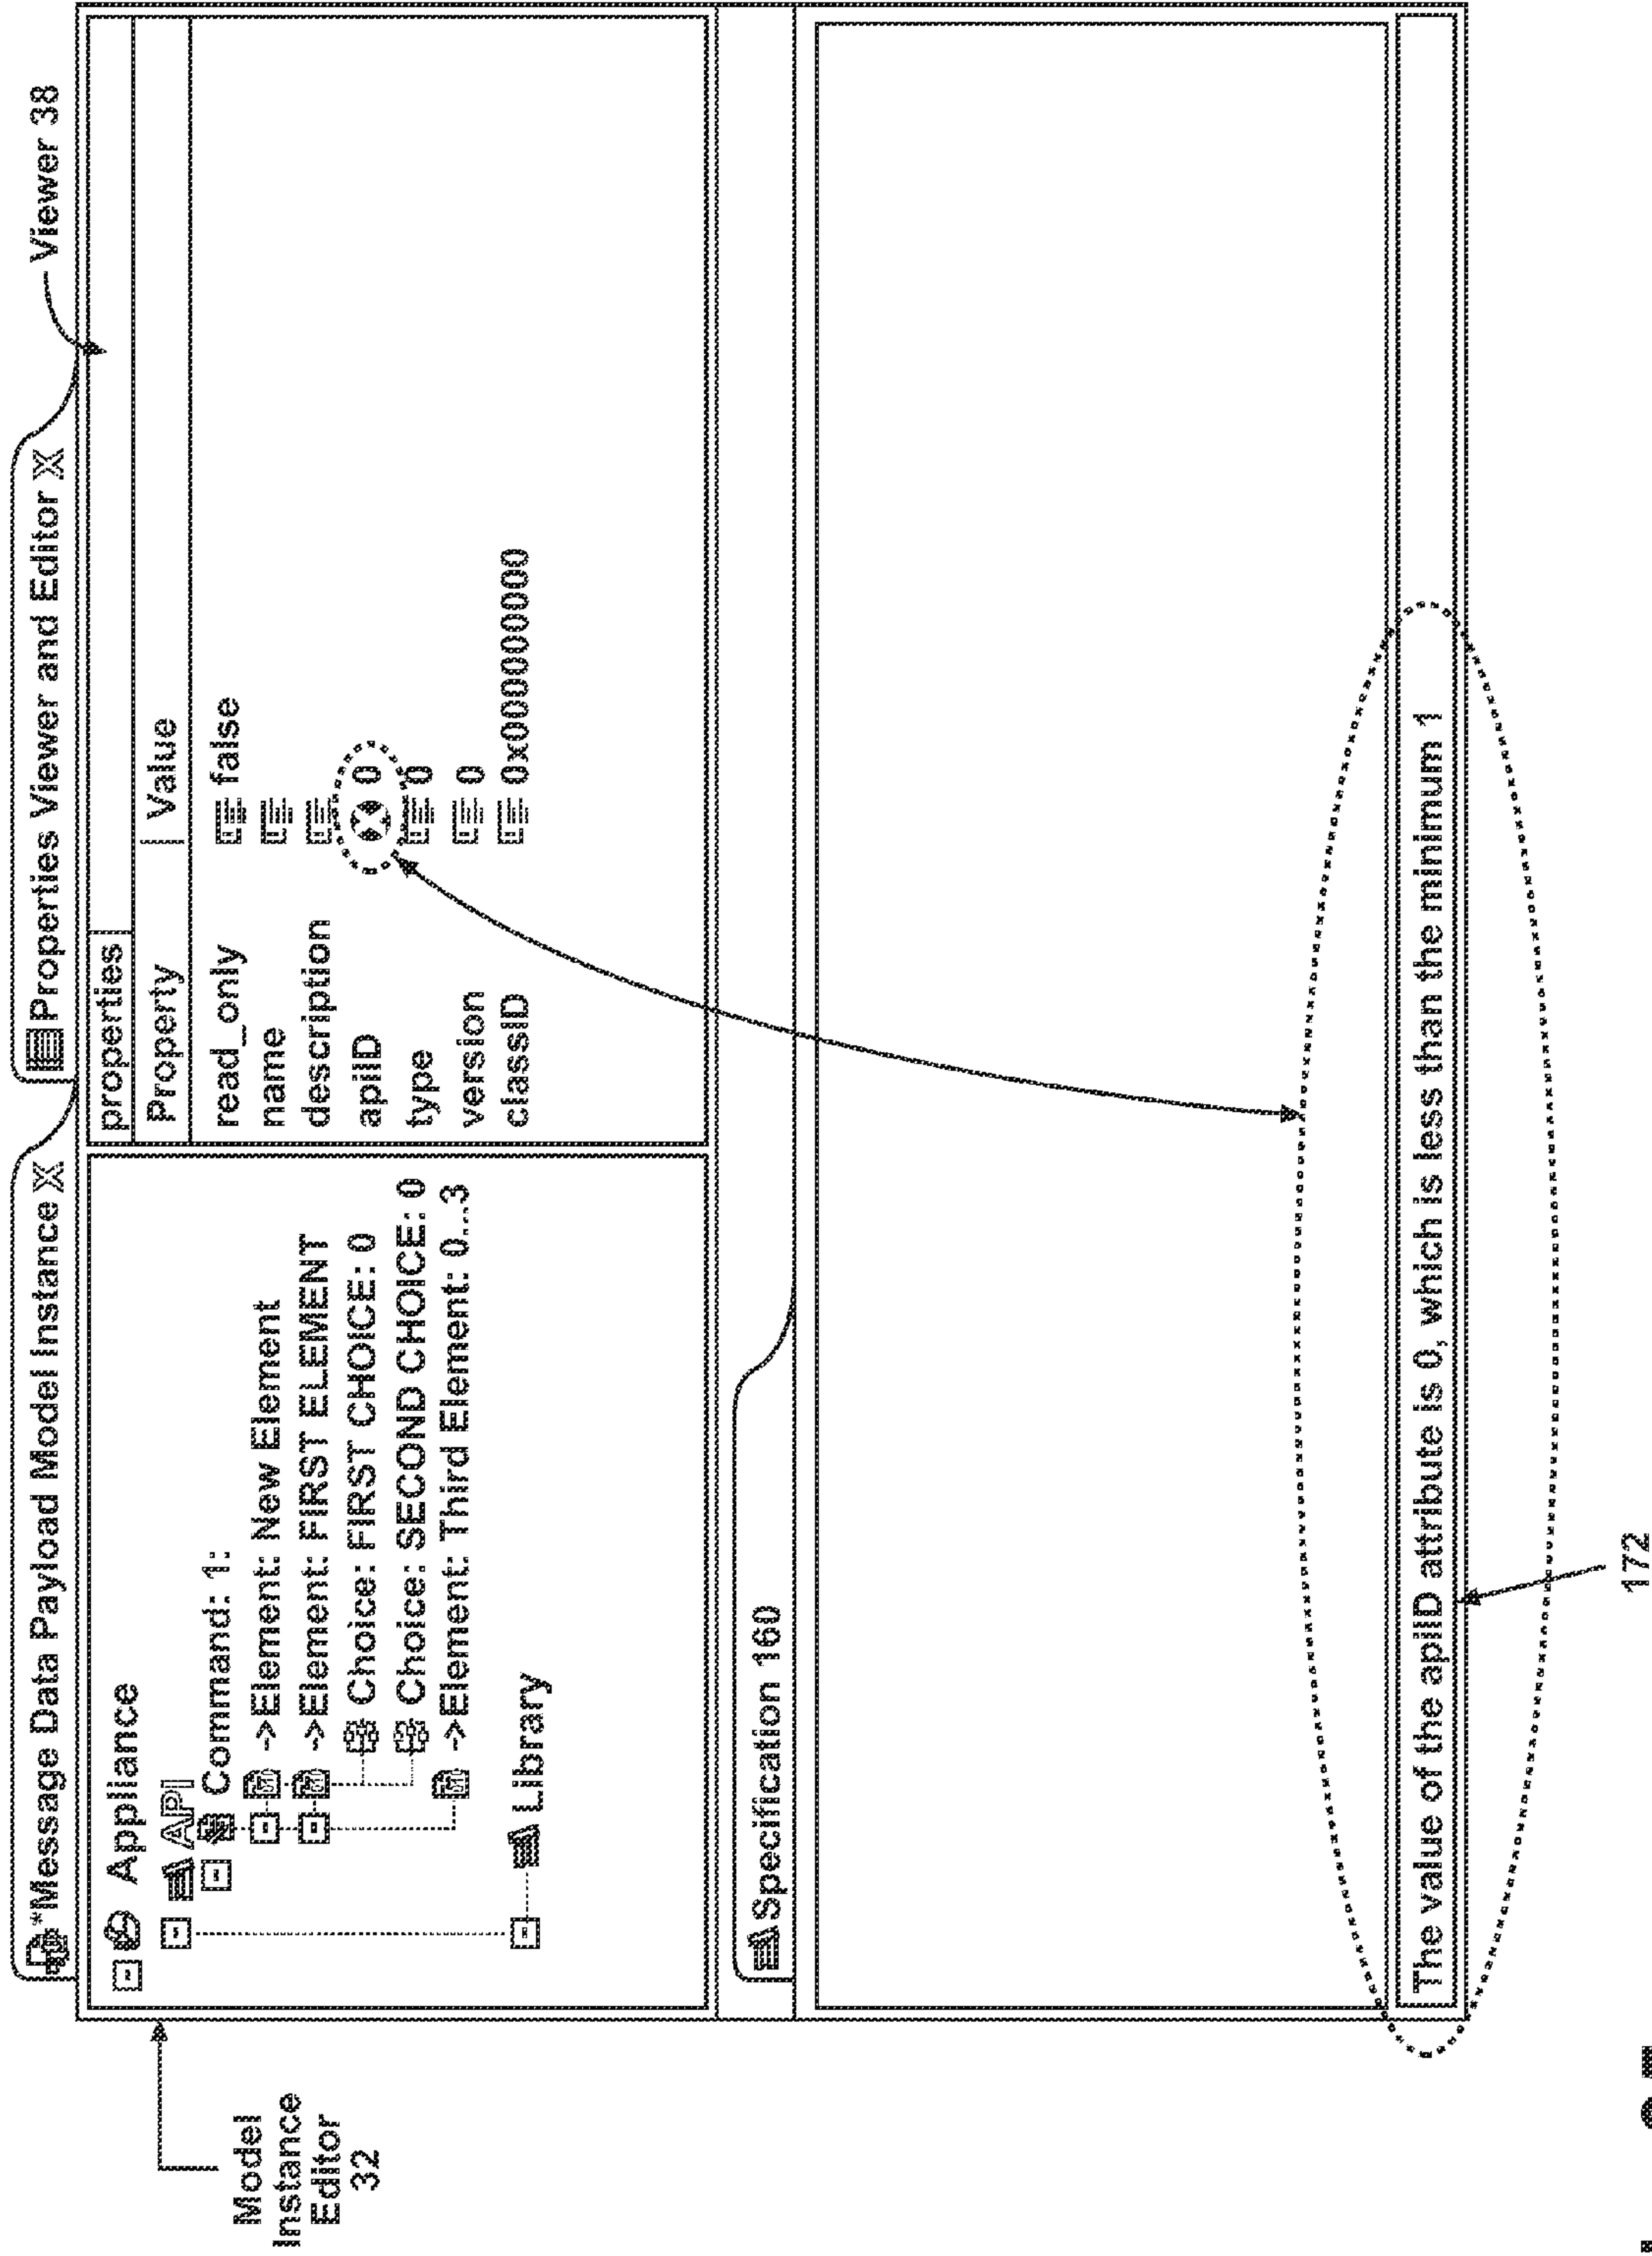 *Message Data Payload Model Instance X
Properties Viewer and Editor X
Viewer 38
Model
Instance
Editor
32
Appliance
API
Command: 1:
->Element: New Element
->Element: FIRST ELEMENT
Choice: FIRST CHOICE: 0
Choice: SECOND CHOICE: 0
->Element: Third Element: 0...3
Library
properties
Property | Value
read_only false
name
description
apiID 0
type 0
version 0
classID 0x00000000
Specification 160
The value of the apiID attribute is 0, which is less than the minimum 1
172